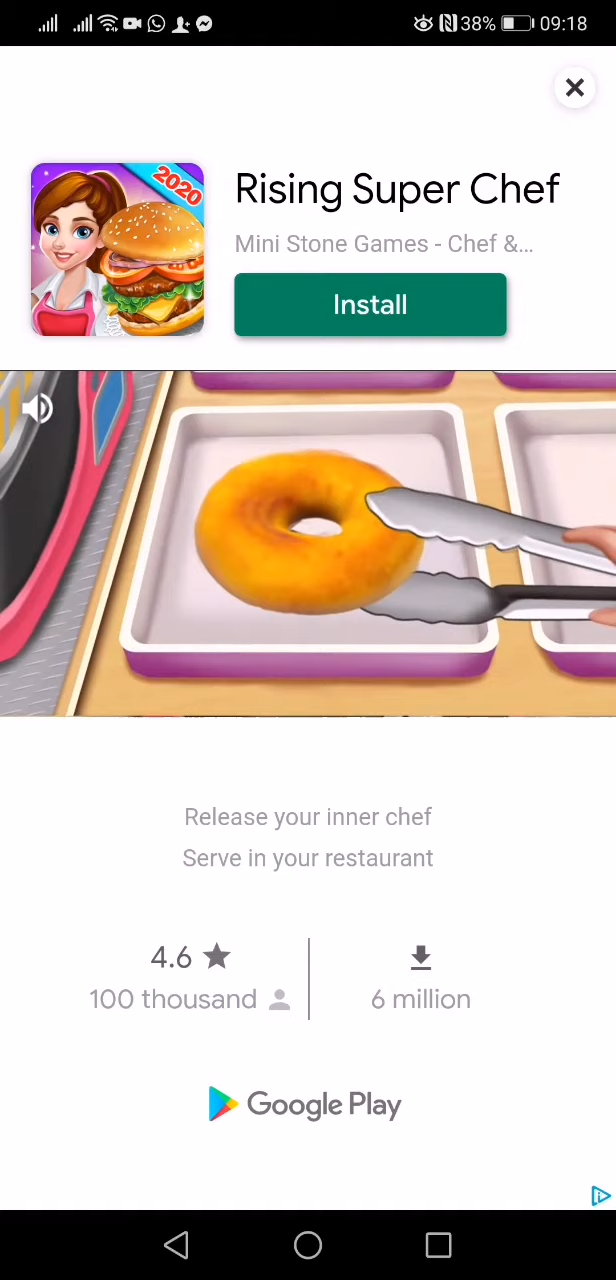 38% 09:18
2020
Rising Super Chef
Mini Stone Games - Chef &...
Install
Release your inner chef
Serve in your restaurant
4.6
100 thousand
6 million
Google Play